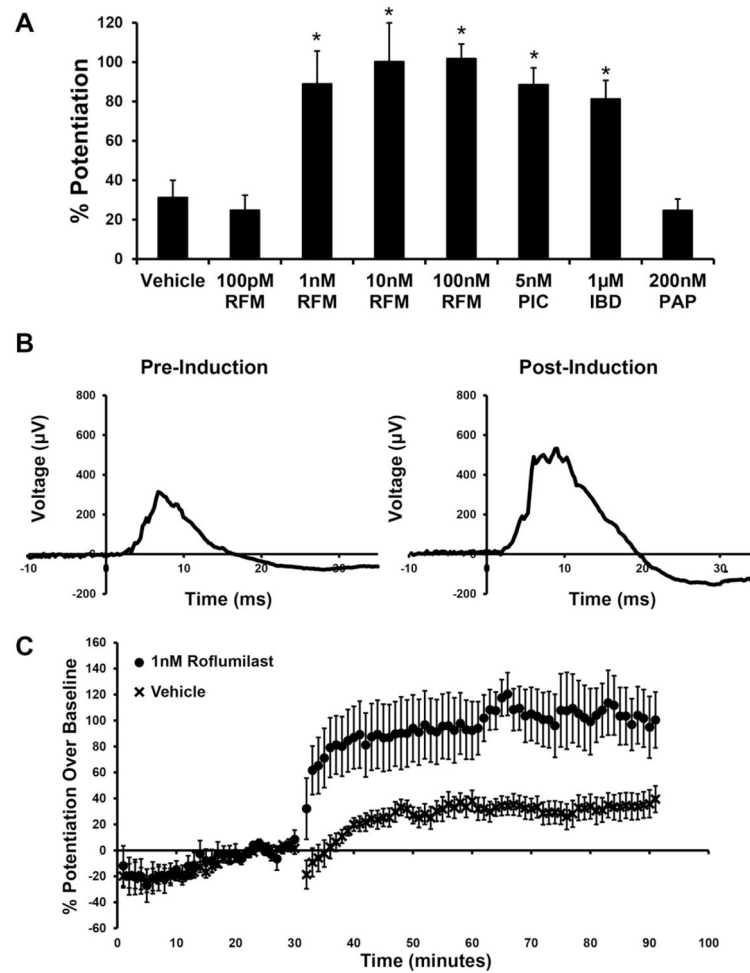 A
% Potentiation
120
100
80
60
40
20
0
* * * * *
Vehicle 100pM 1nM 10nM 100nM 5nM 1µM 200nM
RFM RFM RFM RFM PIC IBD PAP
B
Pre-Induction
Voltage (µV)
800
600
400
200
0
-200
-10 0 10 20 30
Time (ms)
Post-Induction
Voltage (µV)
800
600
400
200
0
-200
-10 0 10 20 30
Time (ms)
C
% Potentiation Over Baseline
160
140
120
100
80
60
40
20
0
-20
-40
-60
1nM Roflumilast
Vehicle
0 10 20 30 40 50 60 70 80 90 100
Time (minutes)